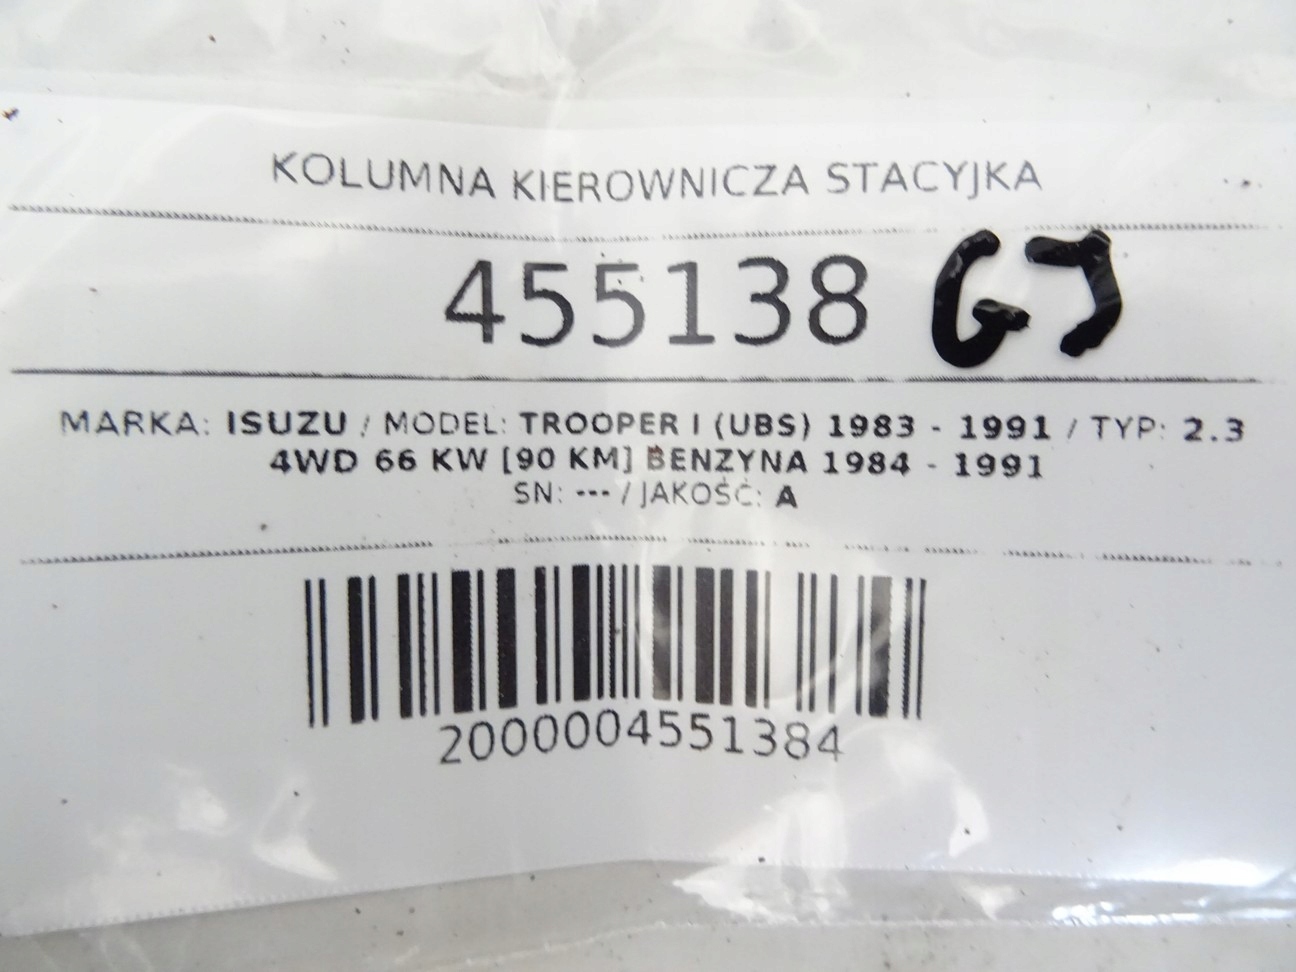 KOLUMNA KIEROWNICZA STACYJKA
455138 GJ
MARKA: ISUZU / MODEL: TROOPER I (UBS) 1983 - 1991 / TYP: 2.3
4WD 66 KW [90 KM] BENZYNA 1984 - 1991
SN: --- / JAKOŚĆ: A
2000004551384